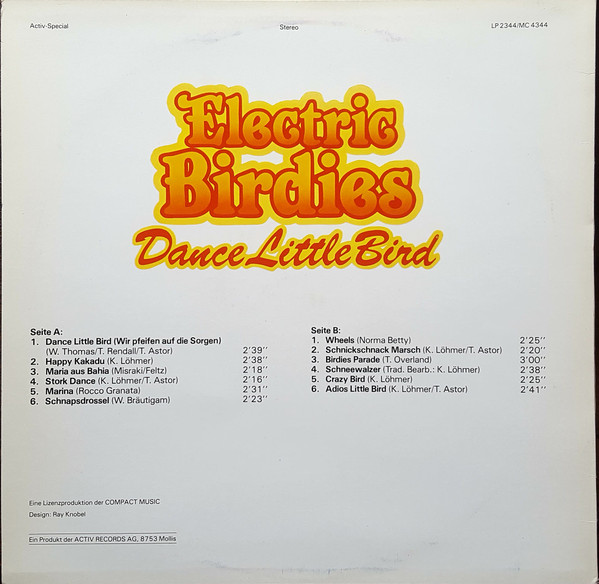 Activ-Special
Stereo
LP 2344/MC 4344
Electric
Birdies
Dance Little Bird
Seite A:
1. Dance Little Bird (Wir pfeifen auf die Sorgen)
(W. Thomas/T. Rendall/T. Astor) 2'39''
2. Happy Kakadu (K. Löhmer) 2'38''
3. Maria aus Bahia (Misraki/Feltz) 2'18''
4. Stork Dance (K. Löhmer/T. Astor) 2'16''
5. Marina (Rocco Granata) 2'31''
6. Schnapsdrossel (W. Bräutigam) 2'23''
Seite B:
1. Wheels (Norma Betty) 2'25''
2. Schnickschnack Marsch (K. Löhmer/T. Astor) 2'20''
3. Birdies Parade (T. Overland) 3'00''
4. Schneewalzer (Trad. Bearb.: K. Löhmer) 2'38''
5. Crazy Bird (K. Löhmer) 2'25''
6. Adios Little Bird (K. Löhmer/T. Astor) 2'41''
Eine Lizenzproduktion der COMPACT MUSIC
Design: Ray Knobel
Ein Produkt der ACTIV RECORDS AG, 8753 Mollis